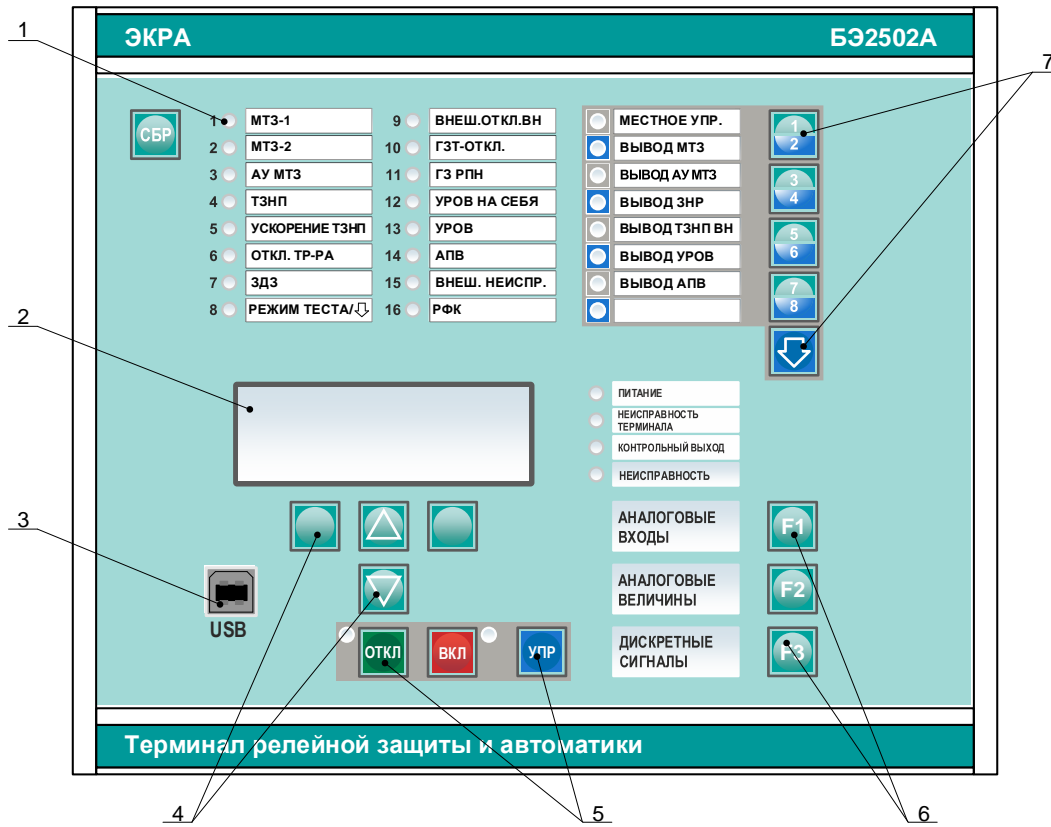 ЭКРА БЭ2502А
1
7
СБР
1 МТЗ-1
2 МТЗ-2
3 АУ МТЗ
4 ТЗНП
5 УСКОРЕНИЕ ТЗНП
6 ОТКЛ. ТР-РА
7 ЗДЗ
8 РЕЖИМ ТЕСТА/
9 ВНЕШ.ОТКЛ.ВН
10 ГЗТ-ОТКЛ.
11 ГЗ РПН
12 УРОВ НА СЕБЯ
13 УРОВ
14 АПВ
15 ВНЕШ. НЕИСПР.
16 РФК
МЕСТНОЕ УПР.
ВЫВОД МТЗ
ВЫВОД АУ МТЗ
ВЫВОД ЗНР
ВЫВОД ТЗНП ВН
ВЫВОД УРОВ
ВЫВОД АПВ
1
2
3
4
5
6
7
8
2
ПИТАНИЕ
НЕИСПРАВНОСТЬ
ТЕРМИНАЛА
КОНТРОЛЬНЫЙ ВЫХОД
НЕИСПРАВНОСТЬ
3
USB
ОТКЛ ВКЛ УПР
АНАЛОГОВЫЕ
ВХОДЫ
F1
АНАЛОГОВЫЕ
ВЕЛИЧИНЫ
F2
ДИСКРЕТНЫЕ
СИГНАЛЫ
F3
Терминал релейной защиты и автоматики
4 5 6